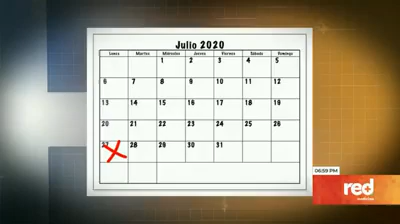 Julio 2020
Lunes Martes Miércoles Jueves Viernes Sábado Domingo
1 2 3 4 5
6 7 8 9 10 11 12
13 14 15 16 17 18 19
20 21 22 23 24 25 26
27 28 29 30 31
06:59 PM
red